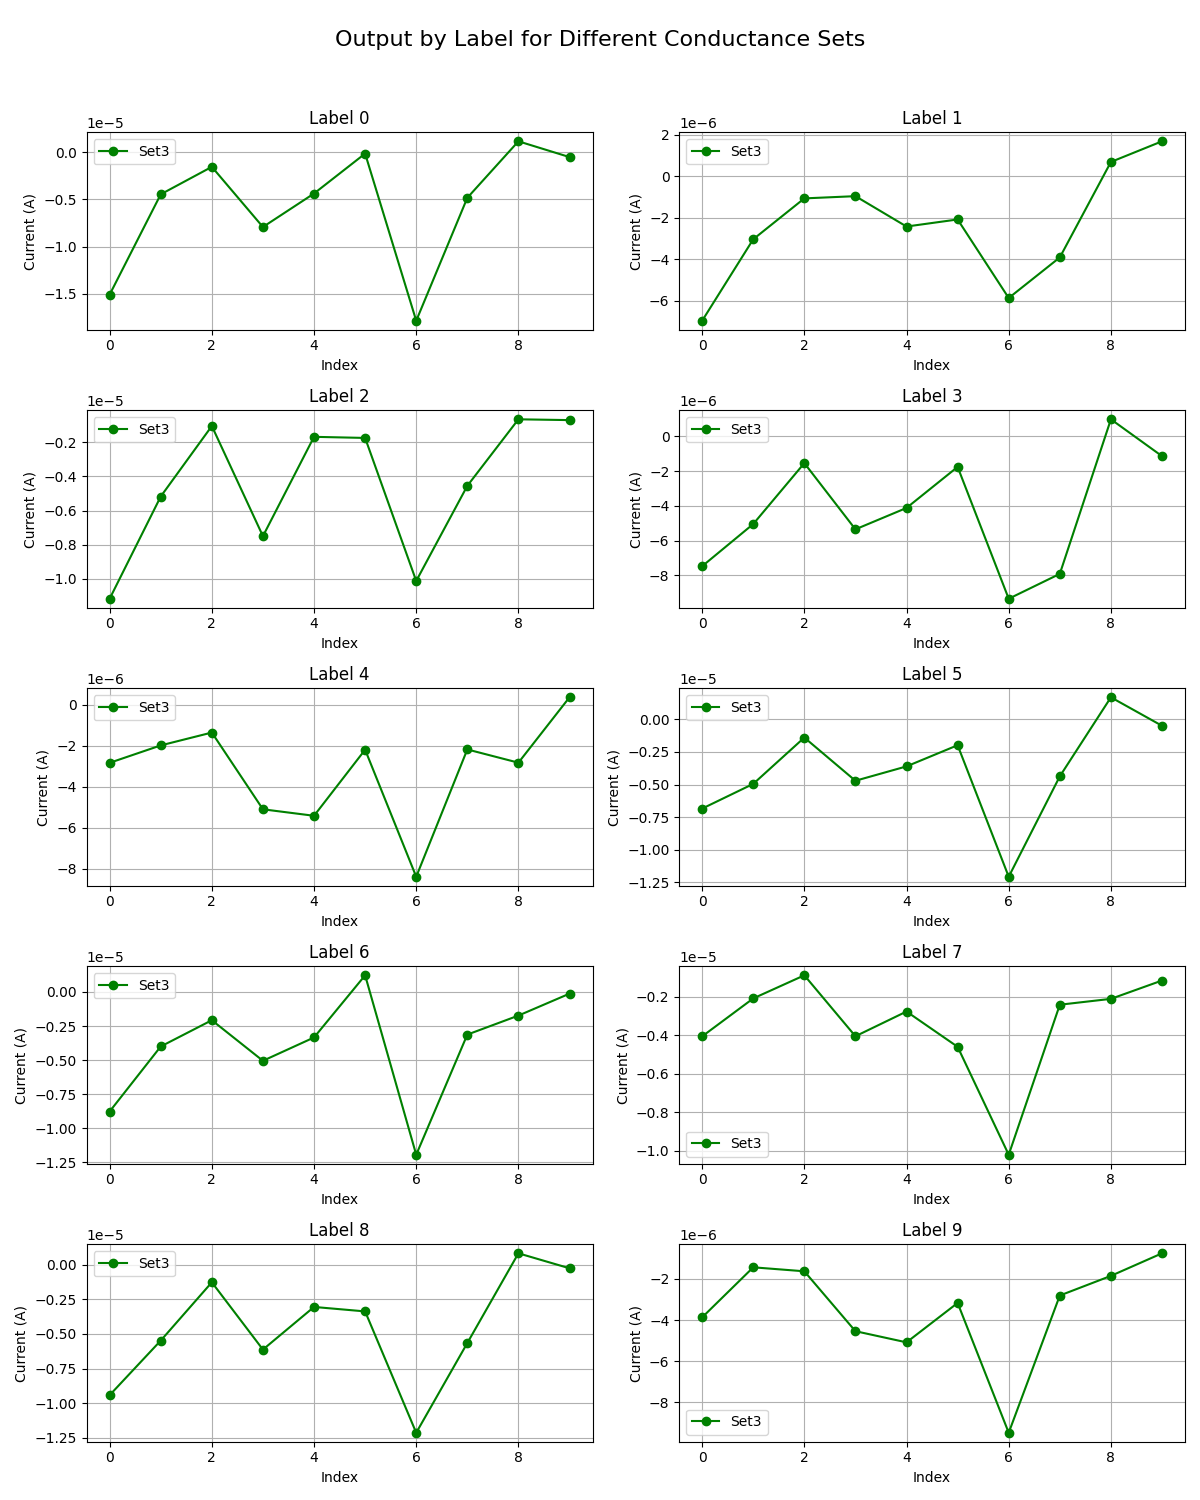 Output by Label for Different Conductance Sets
Label 0
1e−5
Set3
0.0
−0.5
−1.0
−1.5
Current (A)
0 2 4 6 8
Index
Label 1
1e−6
Set3
2
0
−2
−4
−6
Current (A)
0 2 4 6 8
Index
Label 2
1e−5
Set3
−0.2
−0.4
−0.6
−0.8
−1.0
Current (A)
0 2 4 6 8
Index
Label 3
1e−6
Set3
0
−2
−4
−6
−8
Current (A)
0 2 4 6 8
Index
Label 4
1e−6
Set3
0
−2
−4
−6
−8
Current (A)
0 2 4 6 8
Index
Label 5
1e−5
Set3
0.00
−0.25
−0.50
−0.75
−1.00
−1.25
Current (A)
0 2 4 6 8
Index
Label 6
1e−5
Set3
0.00
−0.25
−0.50
−0.75
−1.00
−1.25
Current (A)
0 2 4 6 8
Index
Label 7
1e−5
−0.2
−0.4
−0.6
−0.8
−1.0
Set3
Current (A)
0 2 4 6 8
Index
Label 8
1e−5
Set3
0.00
−0.25
−0.50
−0.75
−1.00
−1.25
Current (A)
0 2 4 6 8
Index
Label 9
1e−6
−2
−4
−6
−8
Set3
Current (A)
0 2 4 6 8
Index